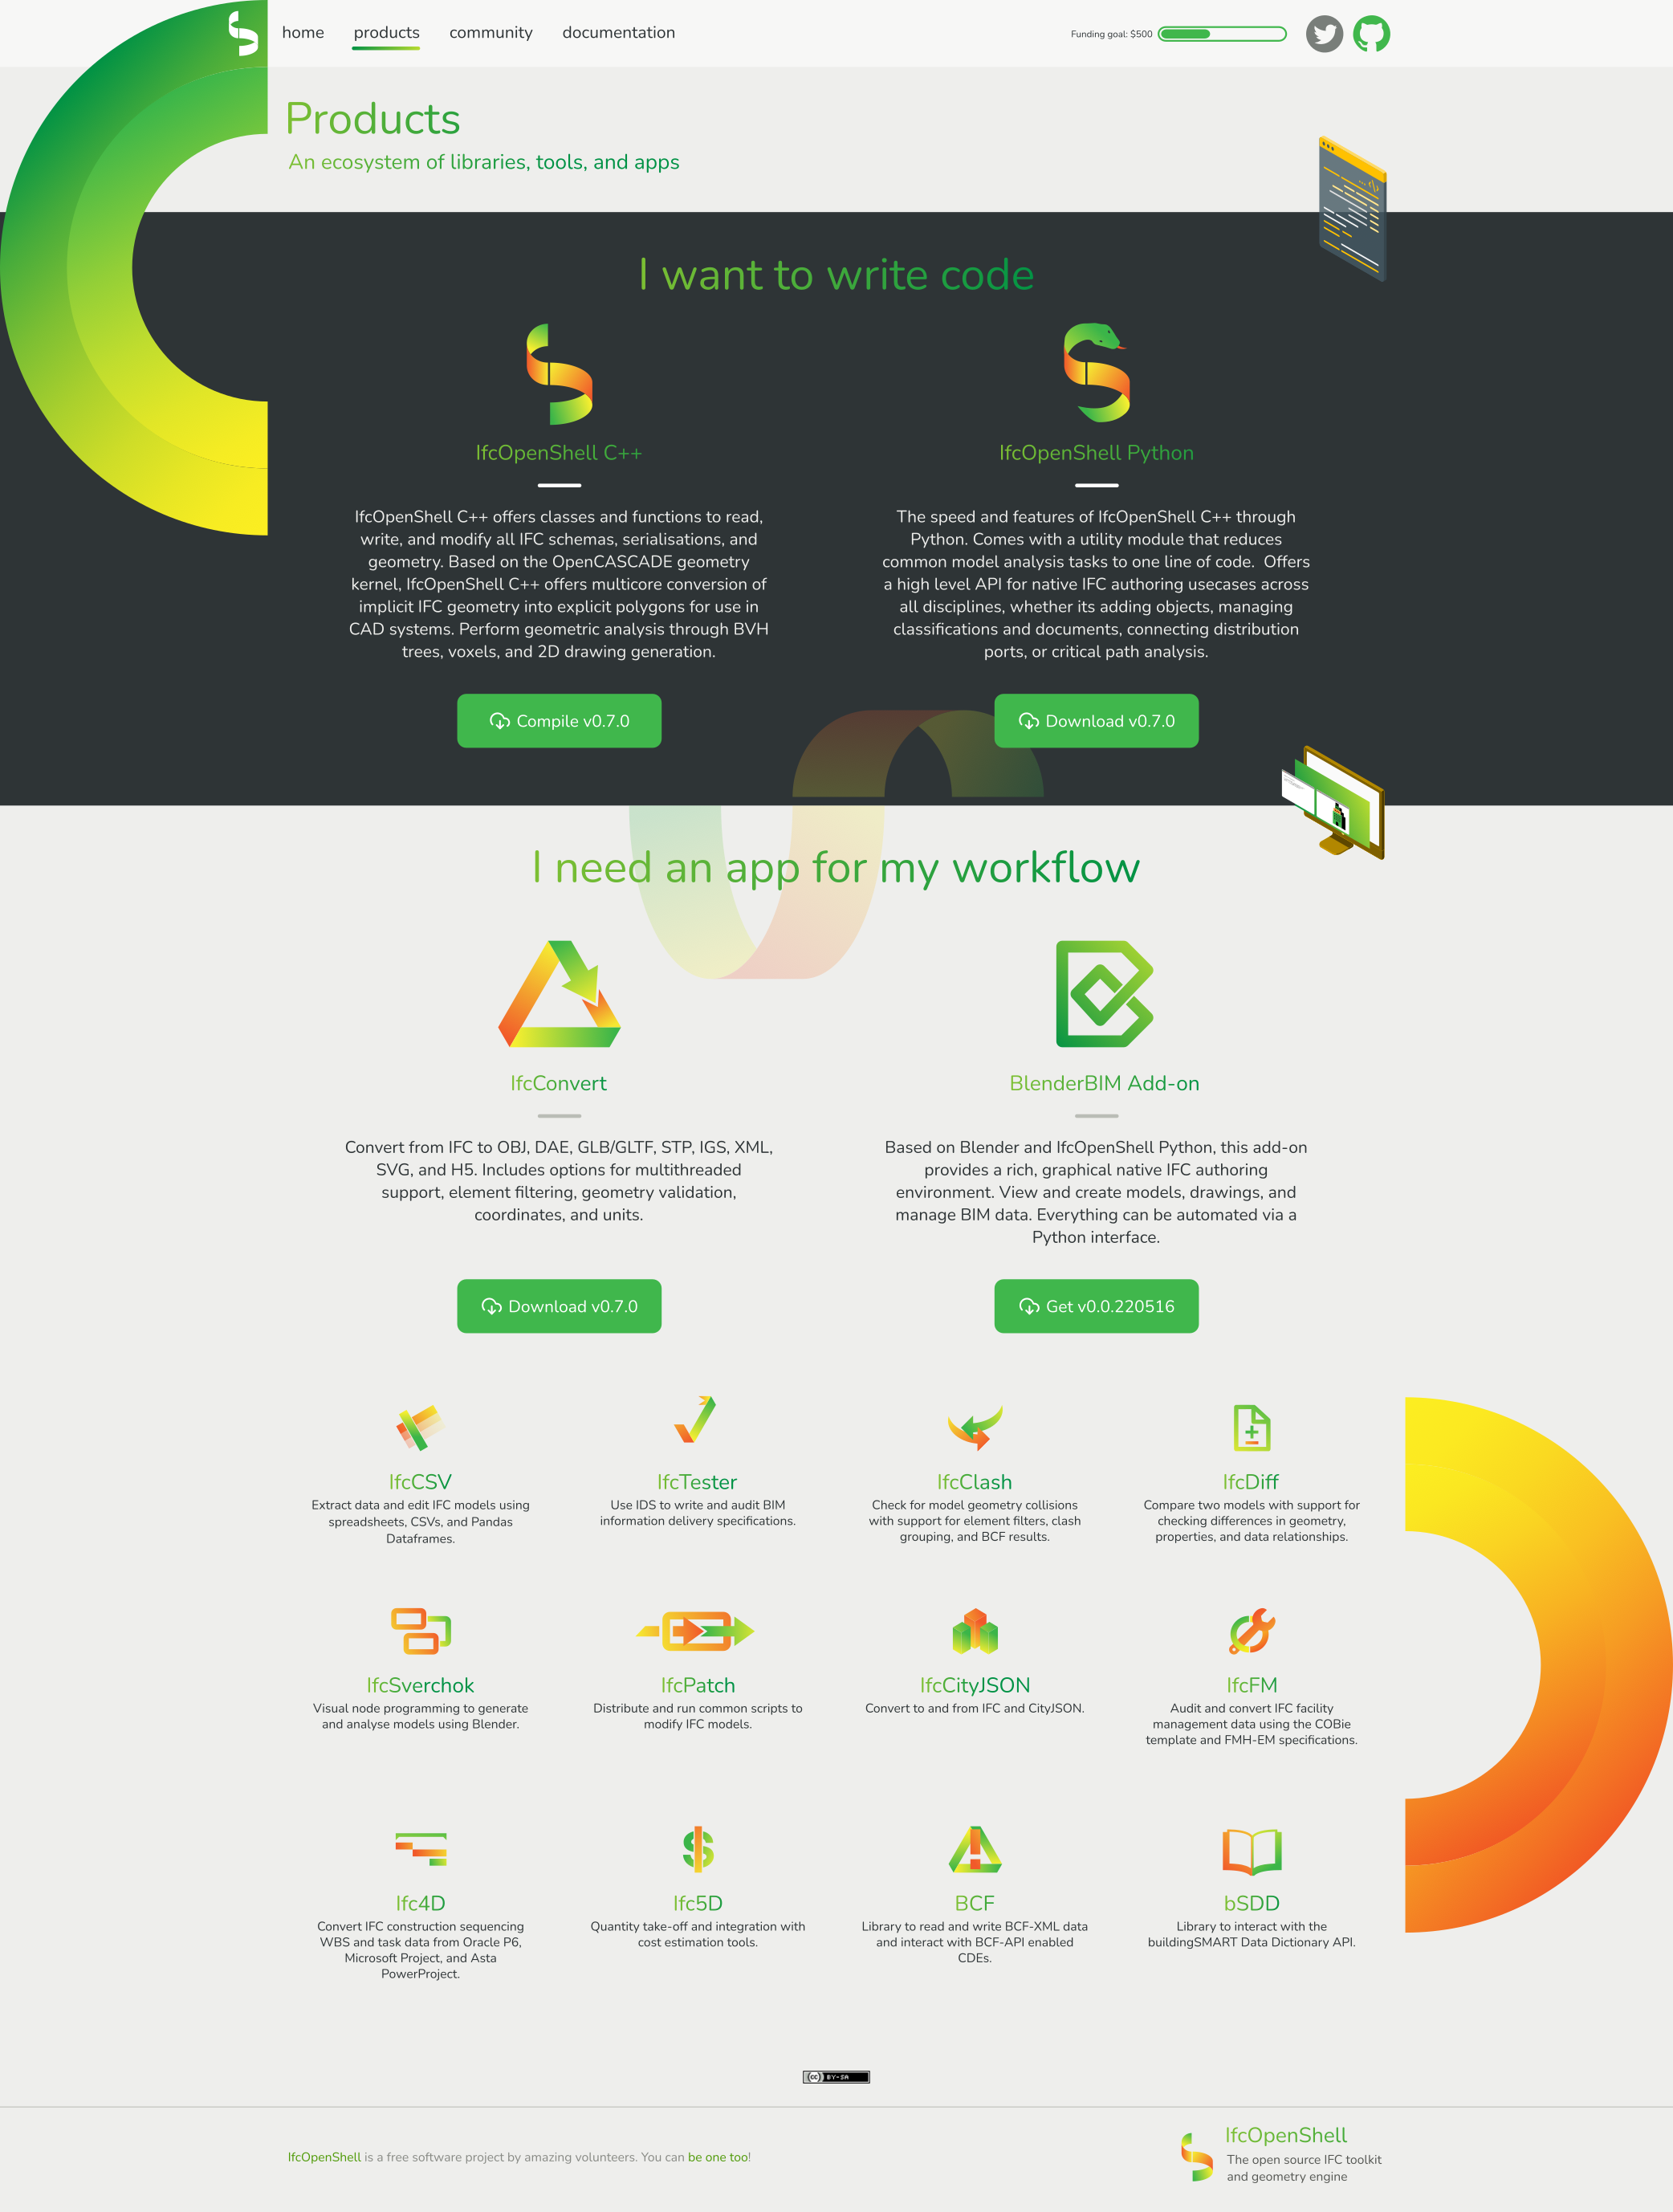 home products community documentation
Funding goal: $500
Products
An ecosystem of libraries, tools, and apps
I want to write code
IfcOpenShell C++
IfcOpenShell C++ offers classes and functions to read,
write, and modify all IFC schemas, serialisations, and
geometry. Based on the OpenCASCADE geometry
kernel, IfcOpenShell C++ offers multicore conversion of
implicit IFC geometry into explicit polygons for use in
CAD systems. Perform geometric analysis through BVH
trees, voxels, and 2D drawing generation.
Compile v0.7.0
IfcOpenShell Python
The speed and features of IfcOpenShell C++ through
Python. Comes with a utility module that reduces
common model analysis tasks to one line of code.  Offers
a high level API for native IFC authoring usecases across
all disciplines, whether its adding objects, managing
classifications and documents, connecting distribution
ports, or critical path analysis.
Download v0.7.0
I need an app for my workflow
IfcConvert
Convert from IFC to OBJ, DAE, GLB/GLTF, STP, IGS, XML,
SVG, and H5. Includes options for multithreaded
support, element filtering, geometry validation,
coordinates, and units.
Download v0.7.0
BlenderBIM Add-on
Based on Blender and IfcOpenShell Python, this add-on
provides a rich, graphical native IFC authoring
environment. View and create models, drawings, and
manage BIM data. Everything can be automated via a
Python interface.
Get v0.0.220516
IfcCSV
Extract data and edit IFC models using
spreadsheets, CSVs, and Pandas
Dataframes.
IfcTester
Use IDS to write and audit BIM
information delivery specifications.
IfcClash
Check for model geometry collisions
with support for element filters, clash
grouping, and BCF results.
IfcDiff
Compare two models with support for
checking differences in geometry,
properties, and data relationships.
IfcSverchok
Visual node programming to generate
and analyse models using Blender.
IfcPatch
Distribute and run common scripts to
modify IFC models.
IfcCityJSON
Convert to and from IFC and CityJSON.
IfcFM
Audit and convert IFC facility
management data using the COBie
template and FMH-EM specifications.
Ifc4D
Convert IFC construction sequencing
WBS and task data from Oracle P6,
Microsoft Project, and Asta
PowerProject.
Ifc5D
Quantity take-off and integration with
cost estimation tools.
BCF
Library to read and write BCF-XML data
and interact with BCF-API enabled
CDEs.
bSDD
Library to interact with the
buildingSMART Data Dictionary API.
cc BY-SA
IfcOpenShell is a free software project by amazing volunteers. You can be one too!
IfcOpenShell
The open source IFC toolkit
and geometry engine